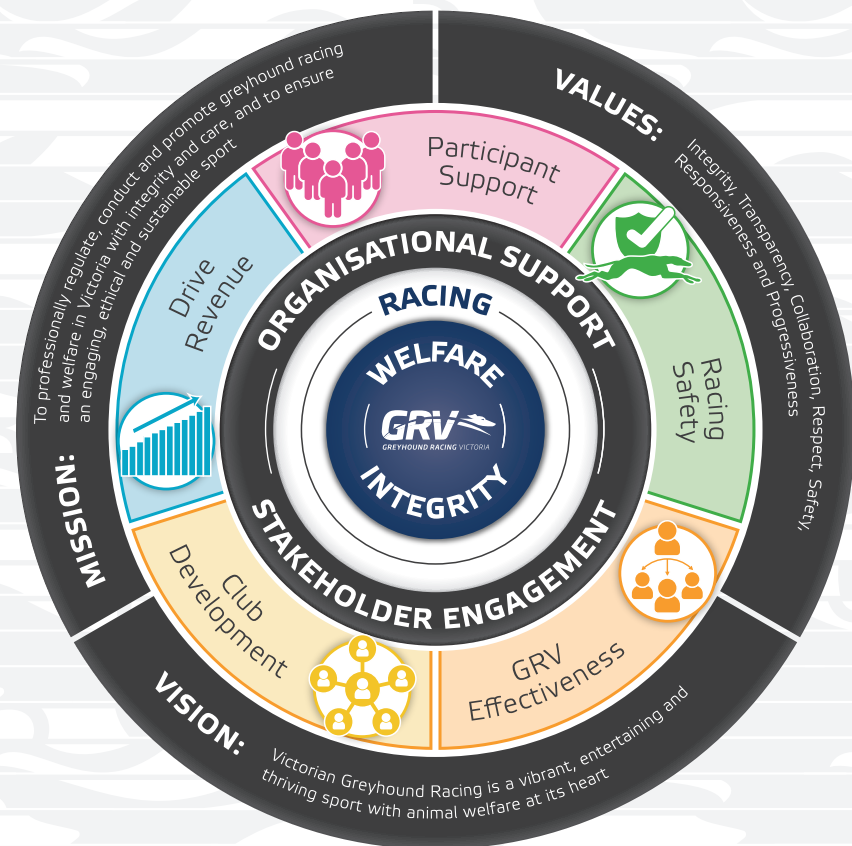 MISSION:
To professionally regulate, conduct and promote greyhound racing
and welfare in Victoria with integrity and care, and to ensure
an engaging, ethical and sustainable sport
VALUES:
Integrity, Transparency, Collaboration, Respect, Safety,
Responsiveness and Progressiveness
VISION:
Victorian Greyhound Racing is a vibrant, entertaining and
thriving sport with animal welfare at its heart
Participant
Support
Racing
Safety
GRV
Effectiveness
Club
Development
Drive
Revenue
ORGANISATIONAL SUPPORT
STAKEHOLDER ENGAGEMENT
RACING
WELFARE
GRV
GREYHOUND RACING VICTORIA
INTEGRITY